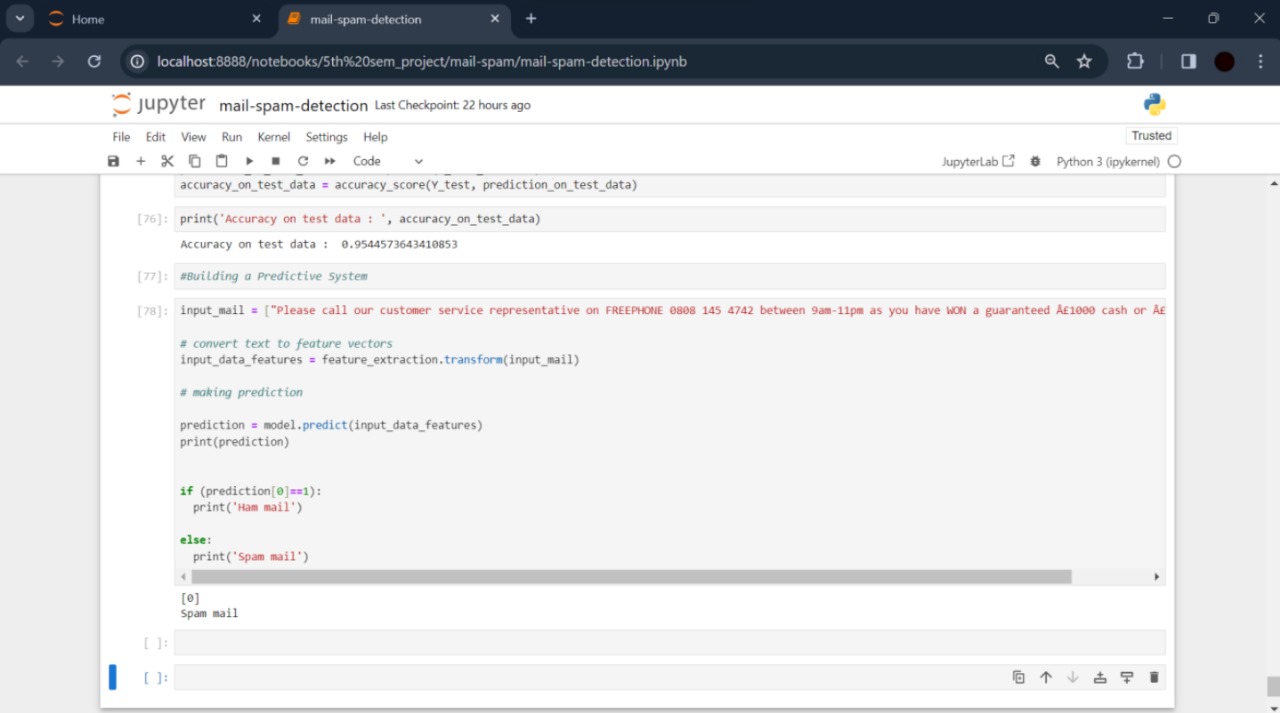 Home
mail-spam-detection
localhost:8888/notebooks/5th%20sem_project/mail-spam/mail-spam-detection.ipynb
jupyter mail-spam-detection Last Checkpoint: 22 hours ago
File Edit View Run Kernel Settings Help
Trusted
Code
JupyterLab
Python 3 (ipykernel)
accuracy_on_test_data = accuracy_score(Y_test, prediction_on_test_data)
[76]: print('Accuracy on test data : ', accuracy_on_test_data)
Accuracy on test data :  0.9544573643410853
[77]: #Building a Predictive System
[78]: input_mail = ["Please call our customer service representative on FREEPHONE 0808 145 4742 between 9am-11pm as you have WON a guaranteed Â£1000 cash or Â£
# convert text to feature vectors
input_data_features = feature_extraction.transform(input_mail)
# making prediction
prediction = model.predict(input_data_features)
print(prediction)
if (prediction[0]==1):
print('Ham mail')
else:
print('Spam mail')
[0]
Spam mail
[ ]:
[ ]: